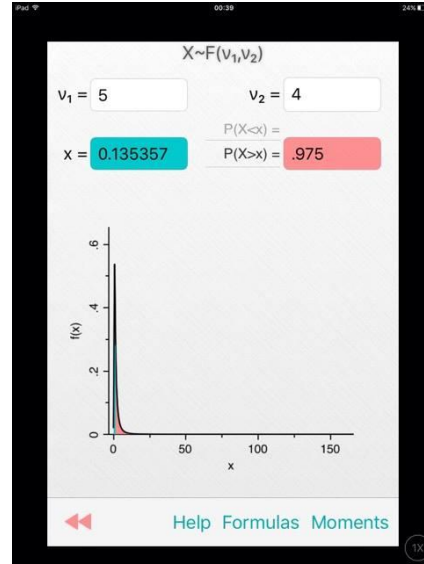 iPad 00:39 24%
X~F(ν₁,ν₂)
ν₁ = 5 ν₂ = 4
P(X<x) =
x = 0.135357 P(X>x) = .975
.6
.4
f(x)
.2
0
0 50 100 150
x
Help Formulas Moments
1X